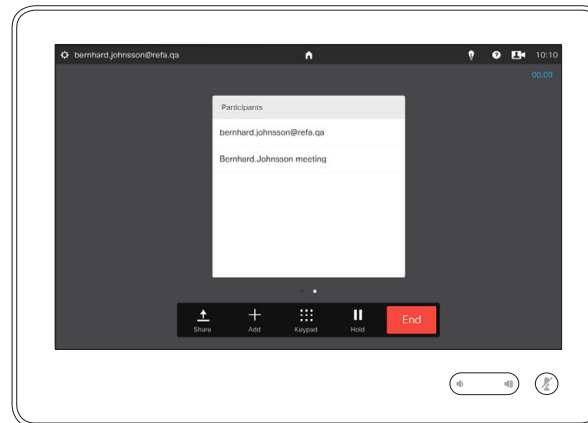 bernhard.johnsson@refa.qa 10:10
00:09
Participants
bernhard.johnsson@refa.qa
Bernhard.Johnsson meeting
Share Add Keypad Hold End